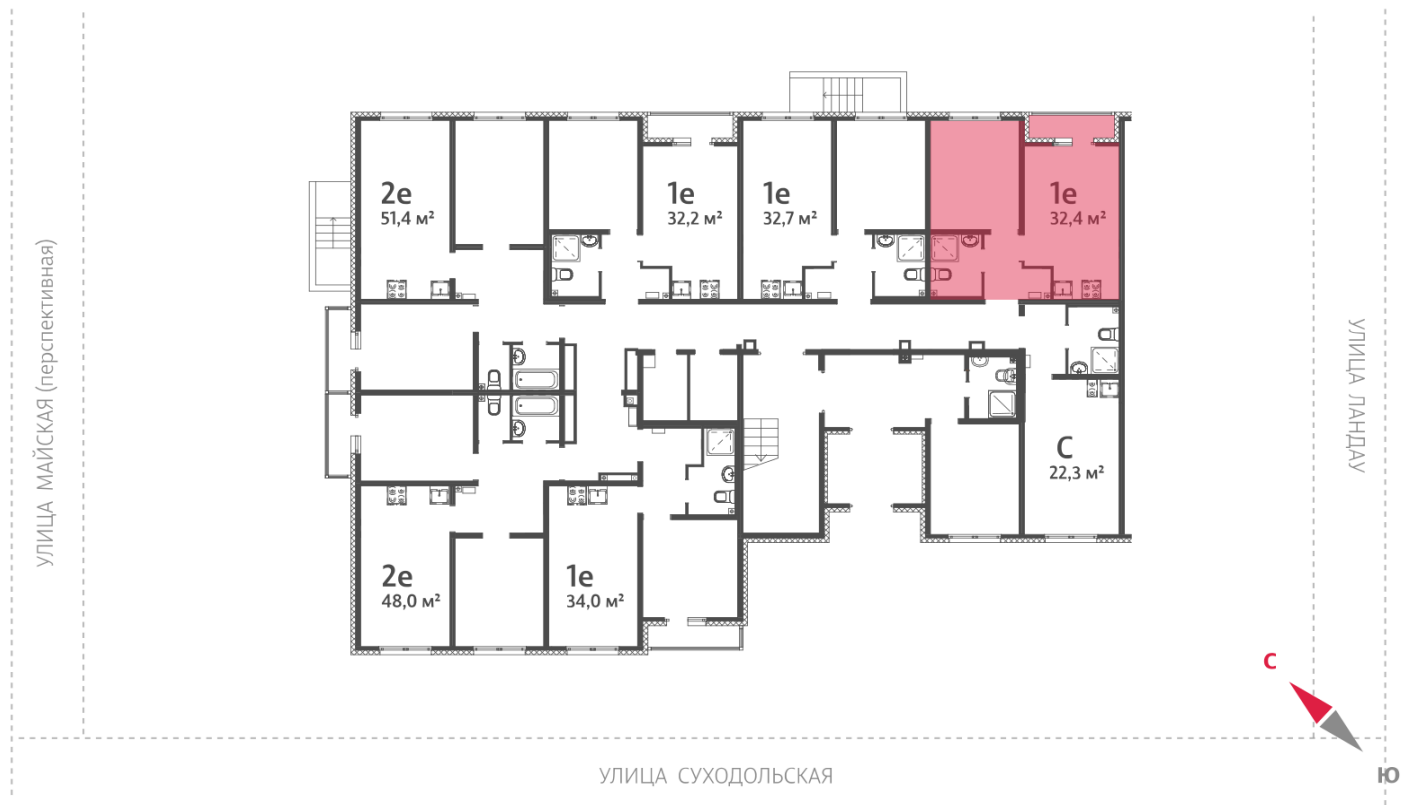 2е
51,4 м²
1е
32,2 м²
1е
32,7 м²
1е
32,4 м²
УЛИЦА МАЙСКАЯ (перспективная)
УЛИЦА ЛАНДАУ
С
22,3 м²
2е
48,0 м²
1е
34,0 м²
С
Ю
УЛИЦА СУХОДОЛЬСКАЯ